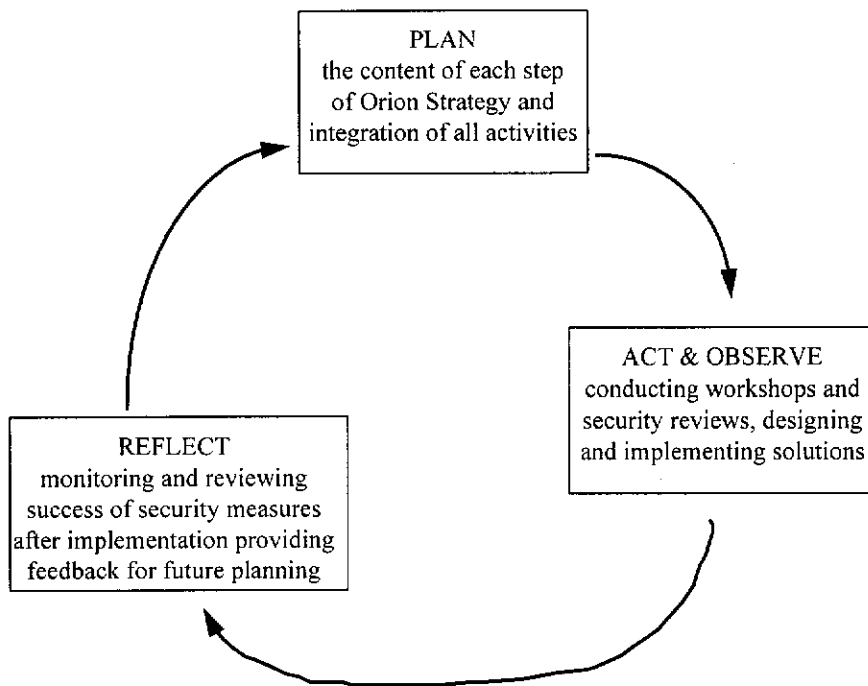 PLAN
the content of each step
of Orion Strategy and
integration of all activities
ACT & OBSERVE
conducting workshops and
security reviews, designing
and implementing solutions
REFLECT
monitoring and reviewing
success of security measures
after implementation providing
feedback for future planning